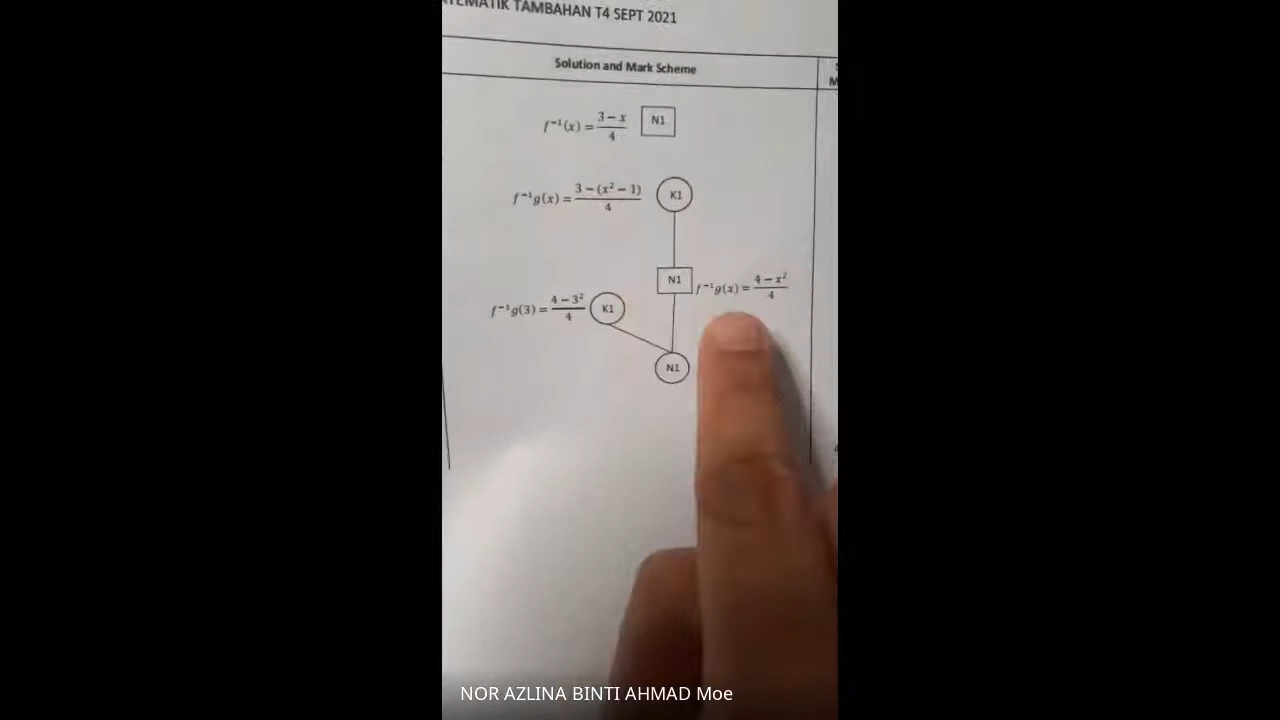 TEMATIK TAMBAHAN T4 SEPT 2021
Solution and Mark Scheme
M
f⁻¹(x) = (3 − x)/4 N1
f⁻¹g(x) = (3 − (x² − 1))/4 K1
N1 f⁻¹g(x) = (4 − x²)/4
f⁻¹g(3) = (4 − 3²)/4 K1
N1
NOR AZLINA BINTI AHMAD Moe